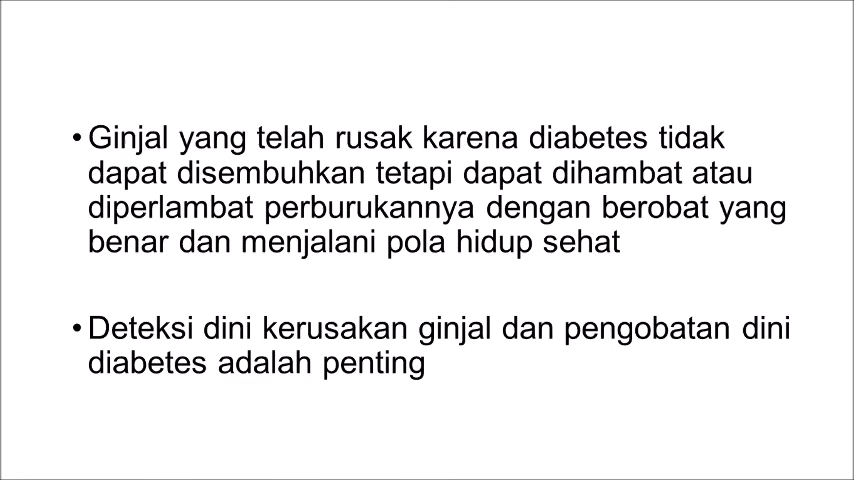 • Ginjal yang telah rusak karena diabetes tidak
dapat disembuhkan tetapi dapat dihambat atau
diperlambat perburukannya dengan berobat yang
benar dan menjalani pola hidup sehat
• Deteksi dini kerusakan ginjal dan pengobatan dini
diabetes adalah penting